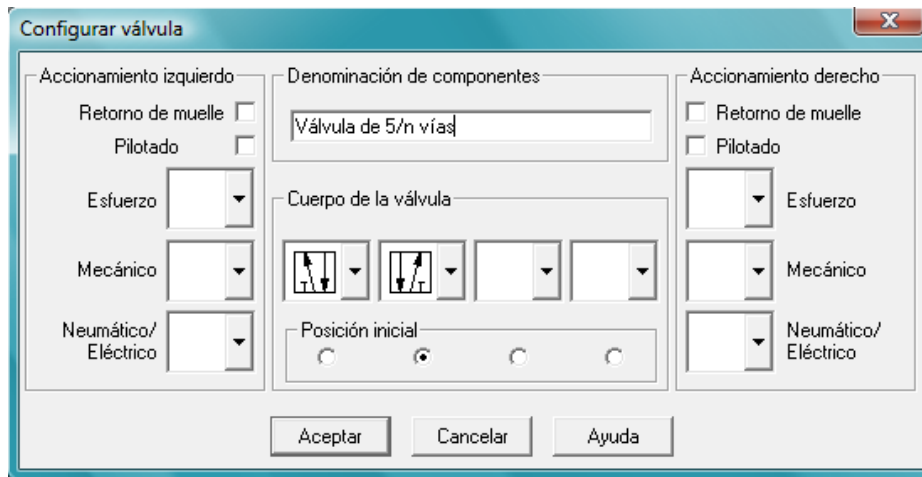 Configurar válvula
Accionamiento izquierdo
Retorno de muelle
Pilotado
Esfuerzo
Mecánico
Neumático/
Eléctrico
Denominación de componentes
Válvula de 5/n vías
Cuerpo de la válvula
Posición inicial
Accionamiento derecho
Retorno de muelle
Pilotado
Esfuerzo
Mecánico
Neumático/
Eléctrico
Aceptar
Cancelar
Ayuda